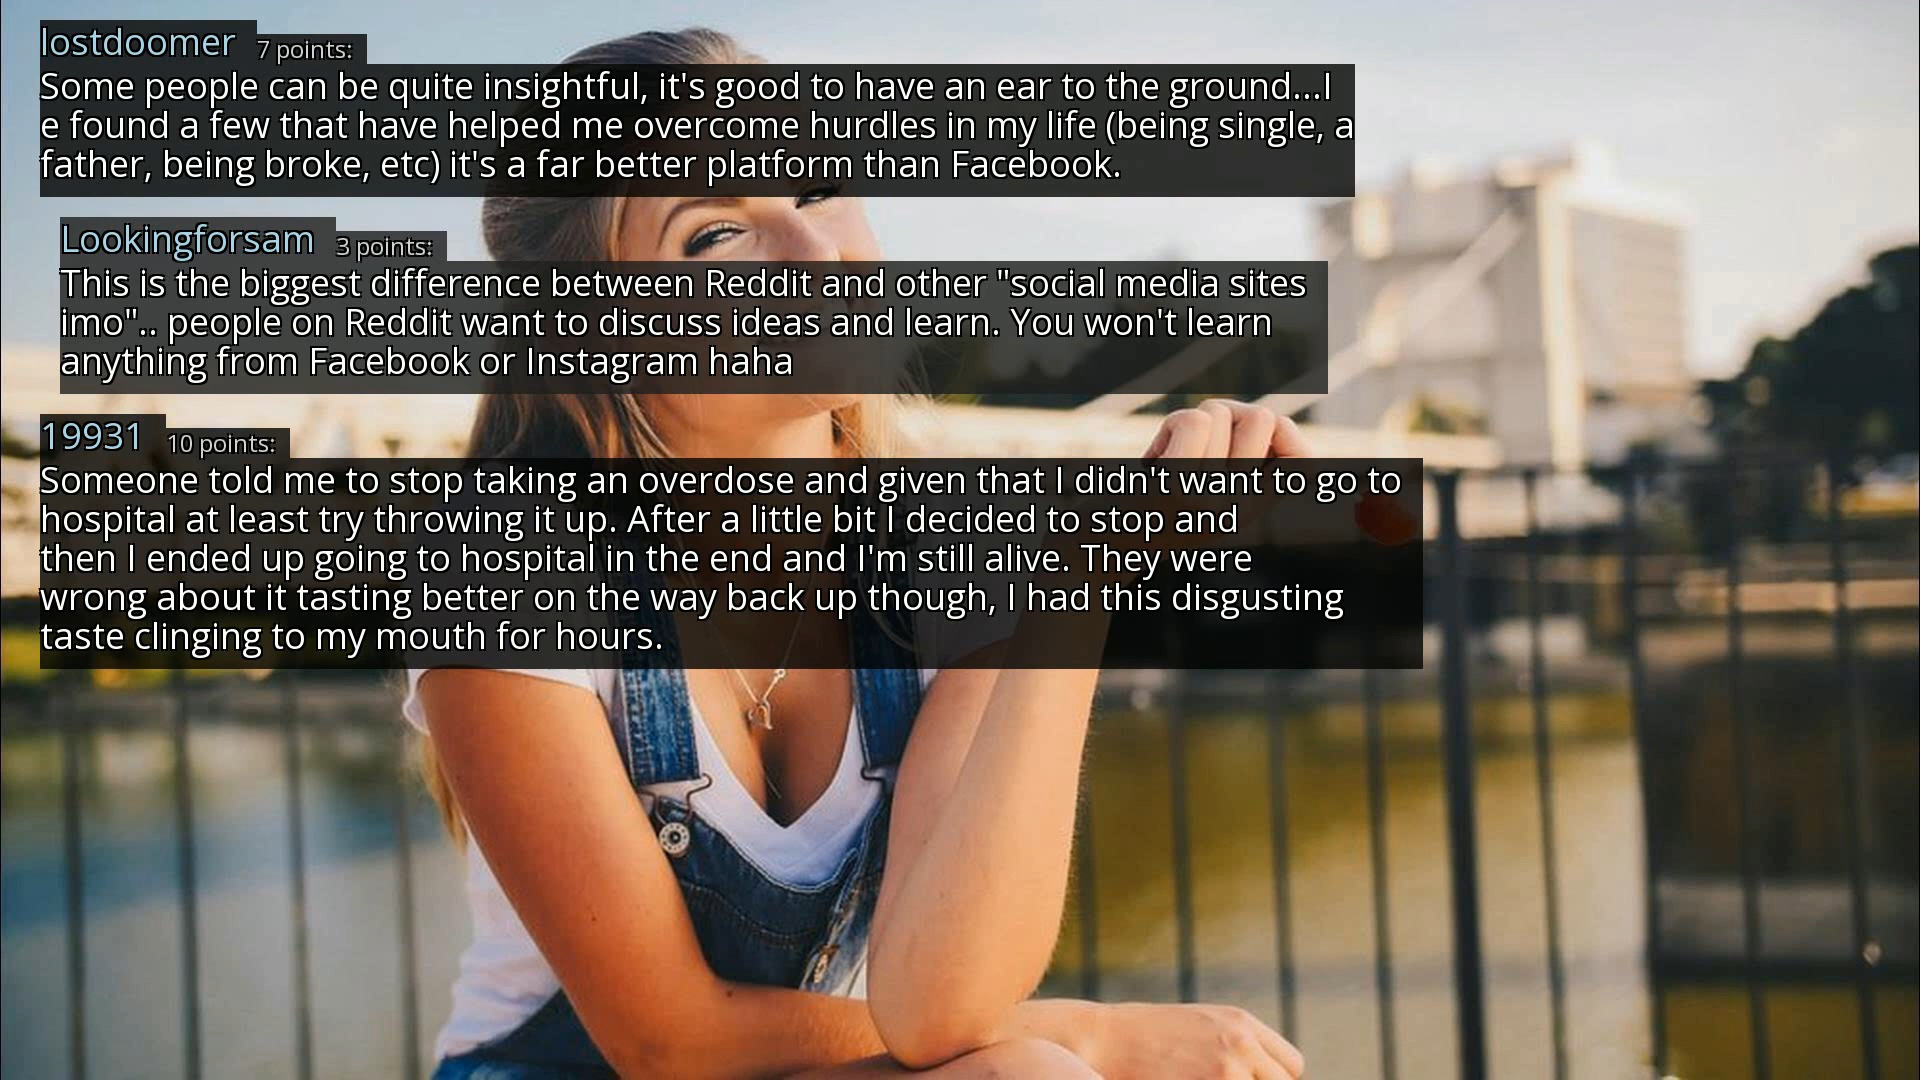 lostdoomer 7 points:
Some people can be quite insightful, it's good to have an ear to the ground...I
e found a few that have helped me overcome hurdles in my life (being single, a
father, being broke, etc) it's a far better platform than Facebook.
Lookingforsam 3 points:
This is the biggest difference between Reddit and other "social media sites
imo".. people on Reddit want to discuss ideas and learn. You won't learn
anything from Facebook or Instagram haha
19931 10 points:
Someone told me to stop taking an overdose and given that I didn't want to go to
hospital at least try throwing it up. After a little bit I decided to stop and
then I ended up going to hospital in the end and I'm still alive. They were
wrong about it tasting better on the way back up though, I had this disgusting
taste clinging to my mouth for hours.